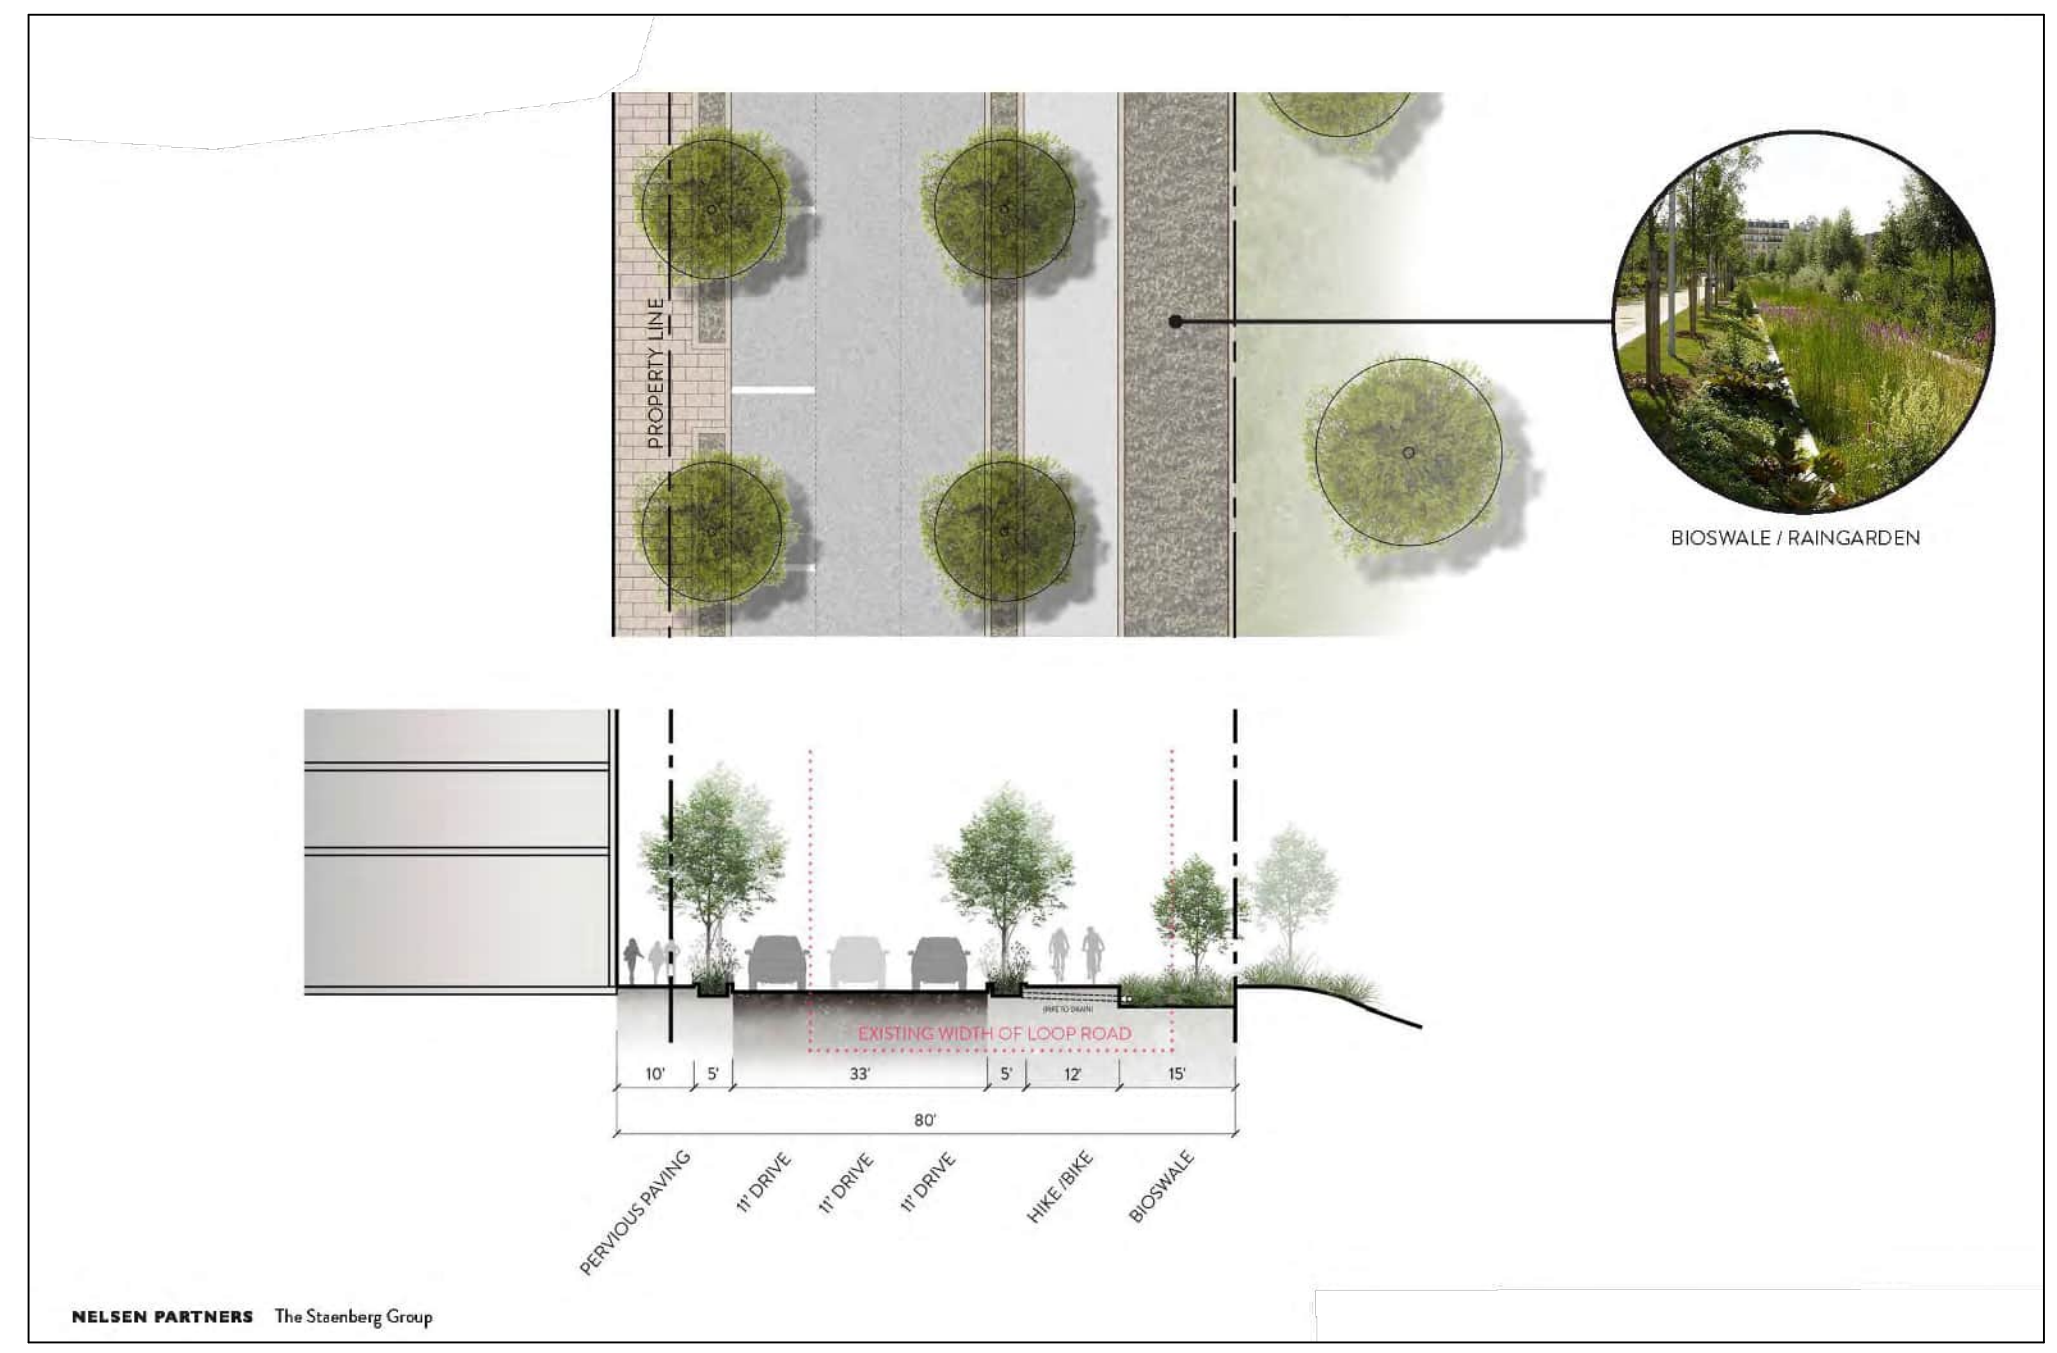 PROPERTY LINE
BIOSWALE / RAINGARDEN
EXISTING WIDTH OF LOOP ROAD
10' 5' 33' 5' 12' 15'
80'
PERVIOUS PAVING
11' DRIVE
11' DRIVE
11' DRIVE
HIKE /BIKE
BIOSWALE
NELSEN PARTNERS The Staenberg Group